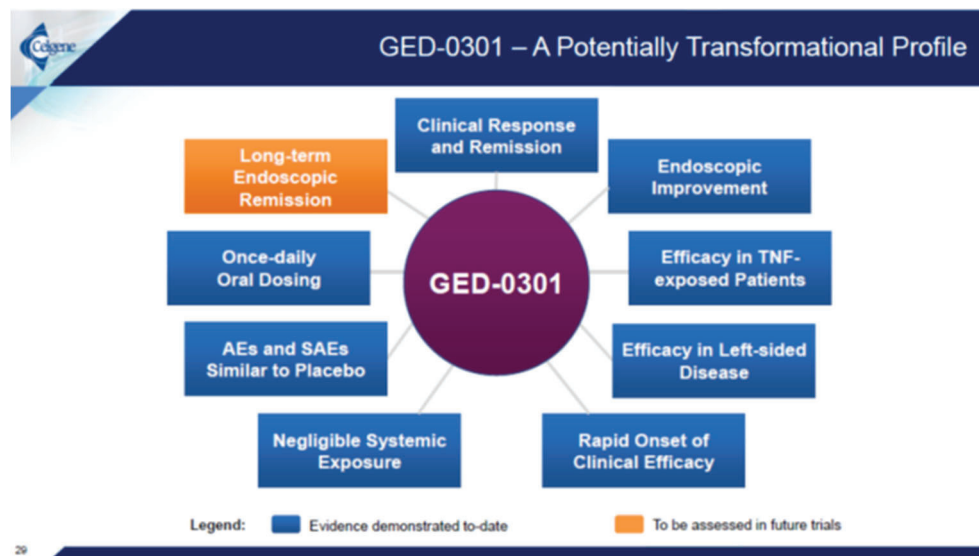 Celgene
GED-0301 – A Potentially Transformational Profile
Clinical Response
and Remission
Long-term
Endoscopic
Remission
Endoscopic
Improvement
Once-daily
Oral Dosing
GED-0301
Efficacy in TNF-
exposed Patients
AEs and SAEs
Similar to Placebo
Efficacy in Left-sided
Disease
Negligible Systemic
Exposure
Rapid Onset of
Clinical Efficacy
Legend: Evidence demonstrated to-date To be assessed in future trials
29